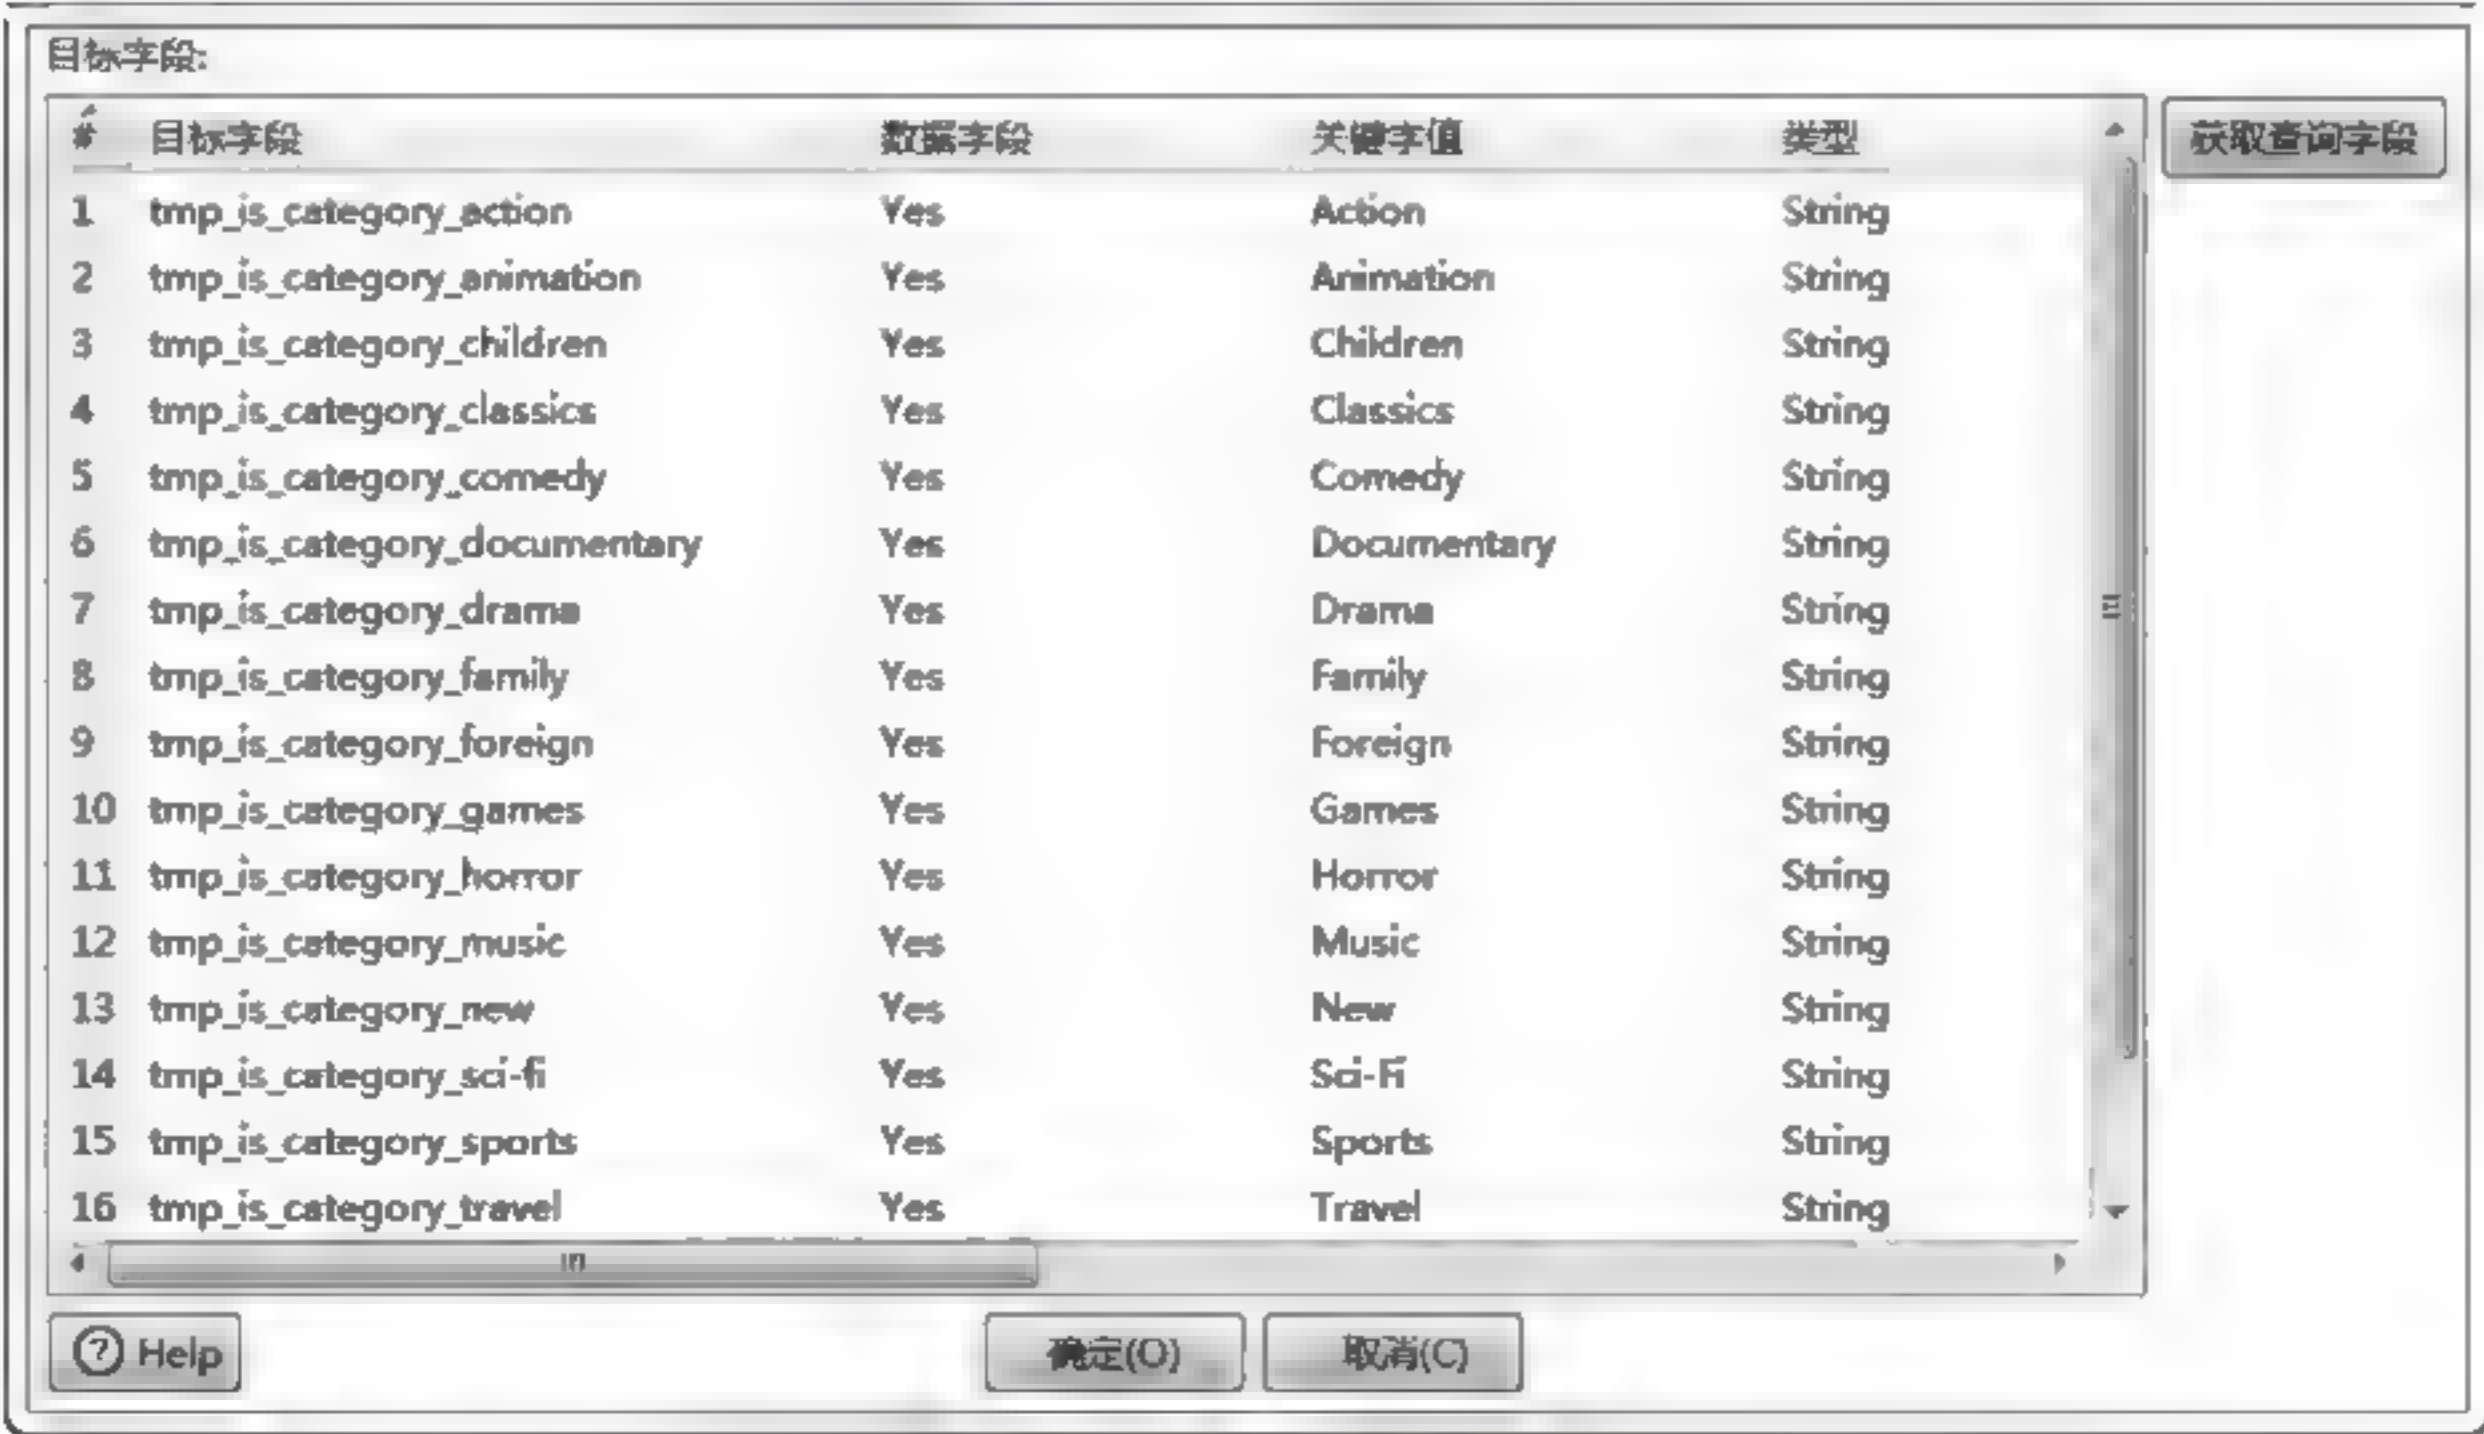 目标字段:
# 目标字段 数据字段 关键字值 类型 获取查询字段
1 tmp_is_category_action Yes Action String
2 tmp_is_category_animation Yes Animation String
3 tmp_is_category_children Yes Children String
4 tmp_is_category_classics Yes Classics String
5 tmp_is_category_comedy Yes Comedy String
6 tmp_is_category_documentary Yes Documentary String
7 tmp_is_category_drama Yes Drama String
8 tmp_is_category_family Yes Family String
9 tmp_is_category_foreign Yes Foreign String
10 tmp_is_category_games Yes Games String
11 tmp_is_category_horror Yes Horror String
12 tmp_is_category_music Yes Music String
13 tmp_is_category_new Yes New String
14 tmp_is_category_sci-fi Yes Sci-Fi String
15 tmp_is_category_sports Yes Sports String
16 tmp_is_category_travel Yes Travel String
? Help 确定(O) 取消(C)